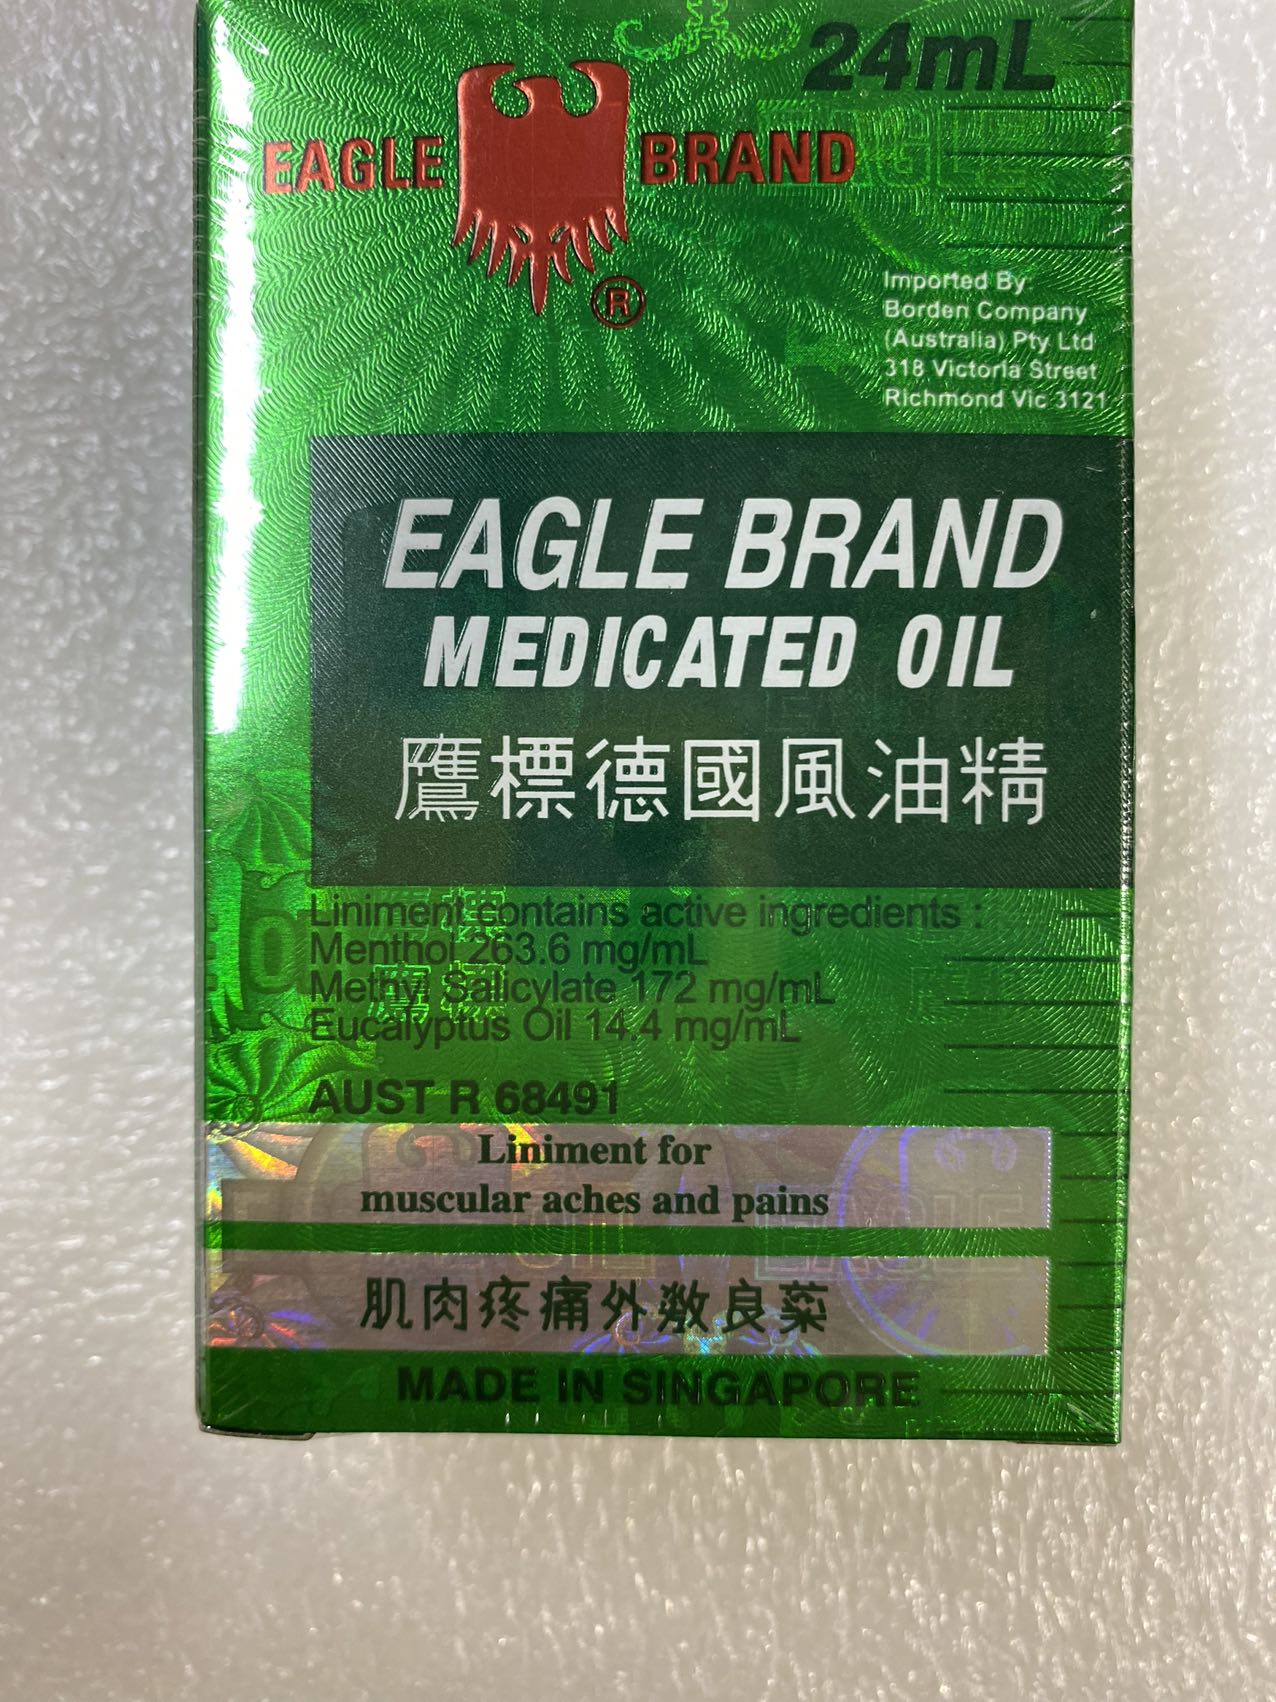 24mL
EAGLE BRAND
®
Imported By:
Borden Company
(Australia) Pty Ltd
318 Victoria Street
Richmond Vic 3121
EAGLE BRAND
MEDICATED OIL
鷹標德國風油精
Liniment contains active ingredients :
Menthol 263.6 mg/mL
Methyl Salicylate 172 mg/mL
Eucalyptus Oil 14.4 mg/mL
AUST R 68491
Liniment for
muscular aches and pains
肌肉疼痛外敷良藥
MADE IN SINGAPORE